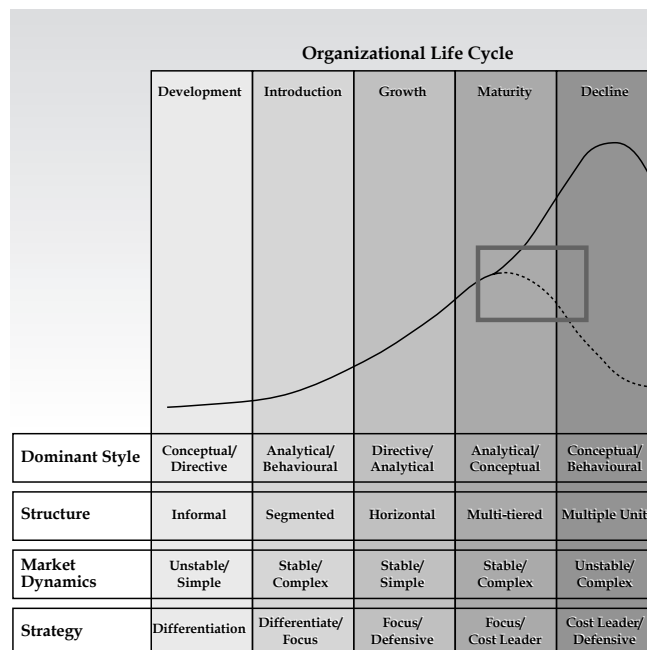 Organizational Life Cycle
Development Introduction Growth Maturity Decline
Dominant Style
Conceptual/
Directive
Analytical/
Behavioural
Directive/
Analytical
Analytical/
Conceptual
Conceptual/
Behavioural
Structure
Informal
Segmented
Horizontal
Multi-tiered
Multiple Unit
Market
Dynamics
Unstable/
Simple
Stable/
Complex
Stable/
Simple
Stable/
Complex
Unstable/
Complex
Strategy
Differentiation
Differentiate/
Focus
Focus/
Defensive
Focus/
Cost Leader
Cost Leader/
Defensive